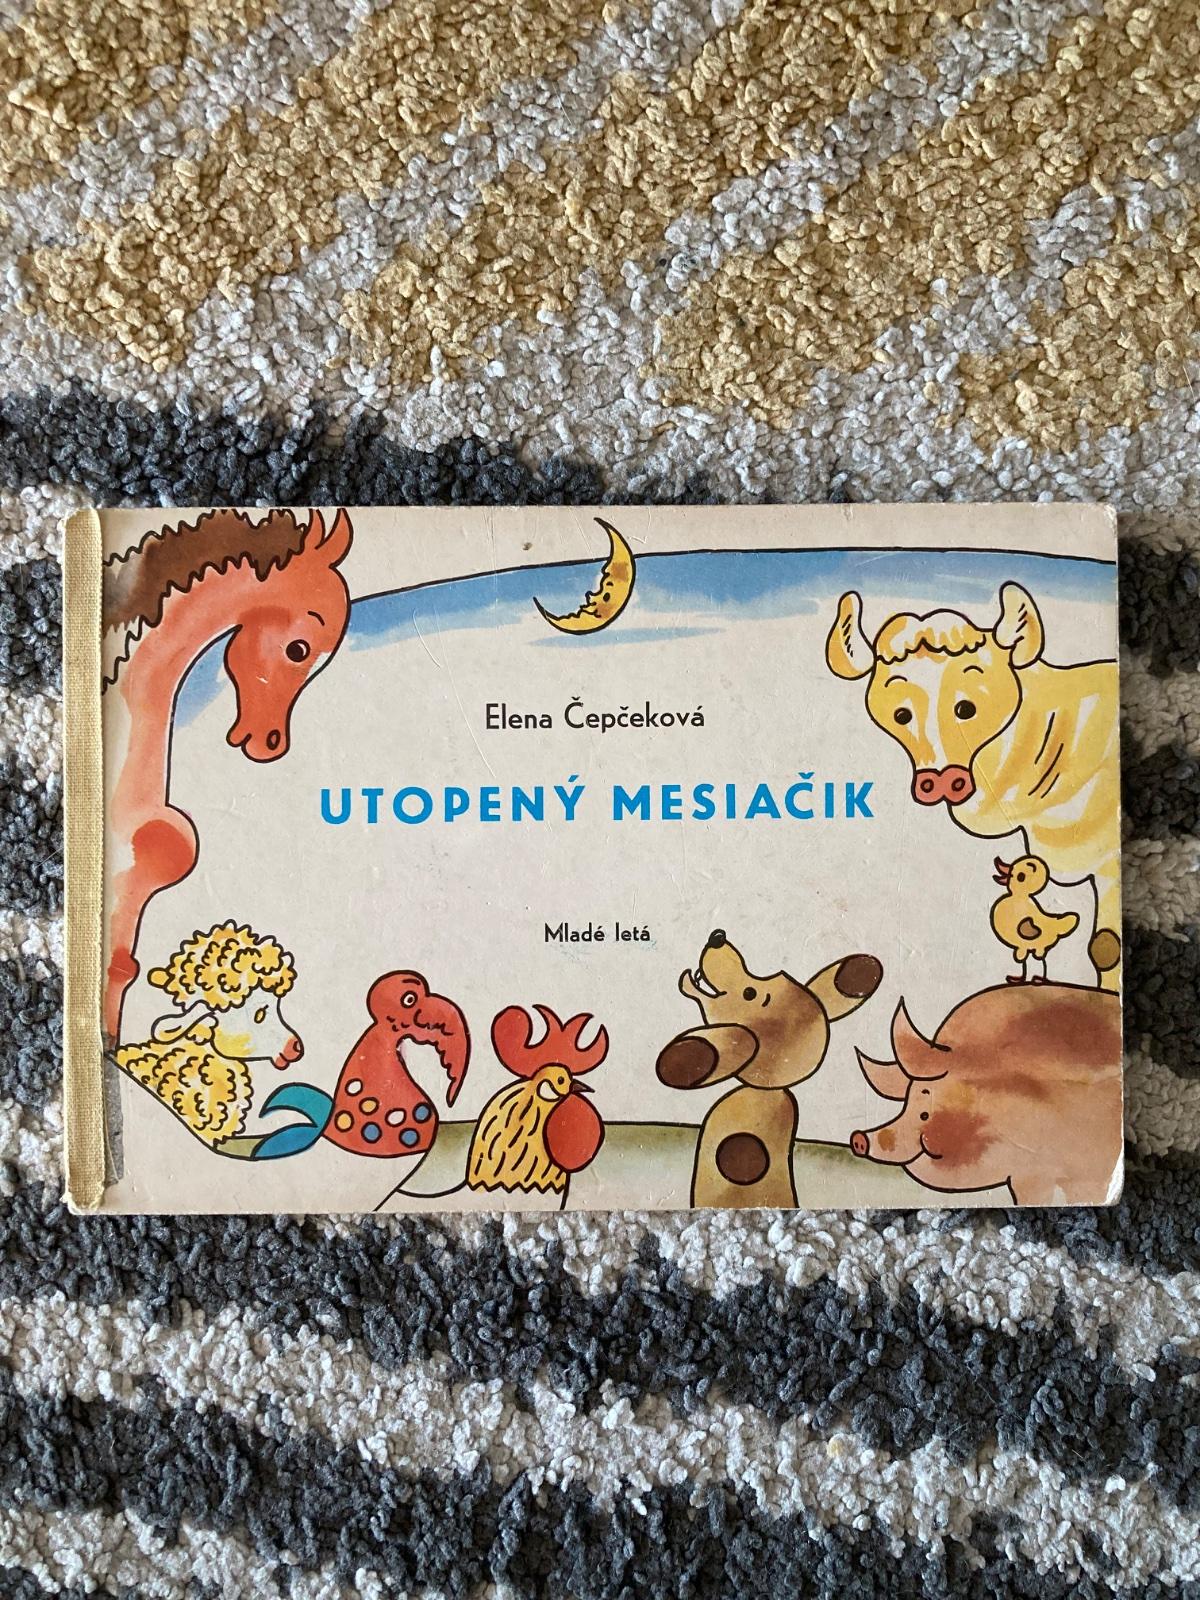 Elena Čepčeková
UTOPENÝ MESIAČIK
Mladé letá